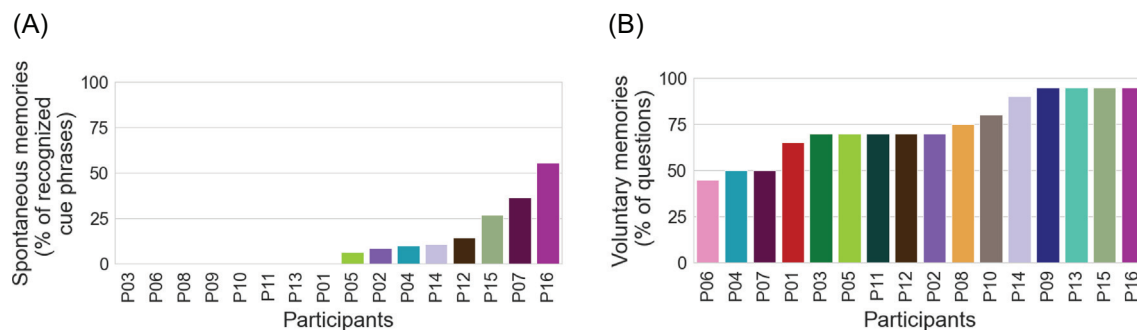 (A)
Spontaneous memories
(% of recognized
cue phrases)
100
75
50
25
0
P03 P06 P08 P09 P10 P11 P13 P01 P05 P02 P04 P14 P12 P15 P07 P16
Participants
(B)
Voluntary memories
(% of questions)
100
75
50
25
0
P06 P04 P07 P01 P03 P05 P11 P12 P02 P08 P10 P14 P09 P13 P15 P16
Participants